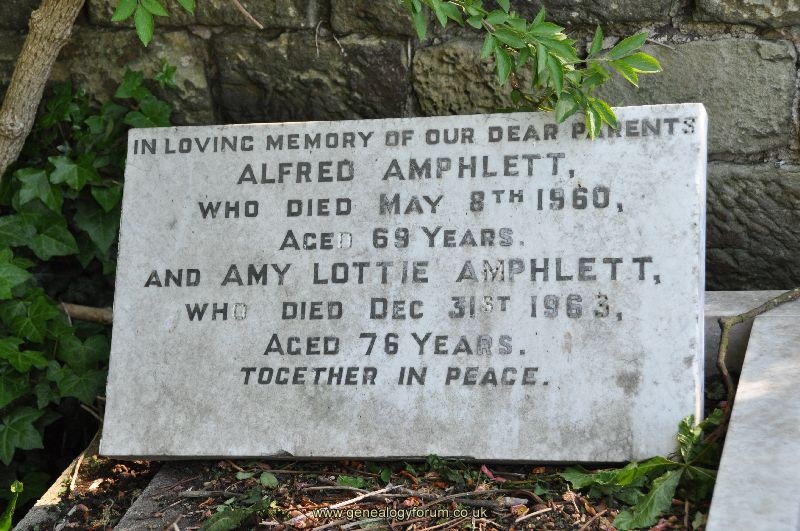 IN LOVING MEMORY OF OUR DEAR PARENTS
ALFRED AMPHLETT,
WHO DIED MAY 8TH 1960,
AGED 69 YEARS.
AND AMY LOTTIE AMPHLETT,
WHO DIED DEC 31ST 1963,
AGED 76 YEARS.
TOGETHER IN PEACE.
www.genealogyforum.co.uk